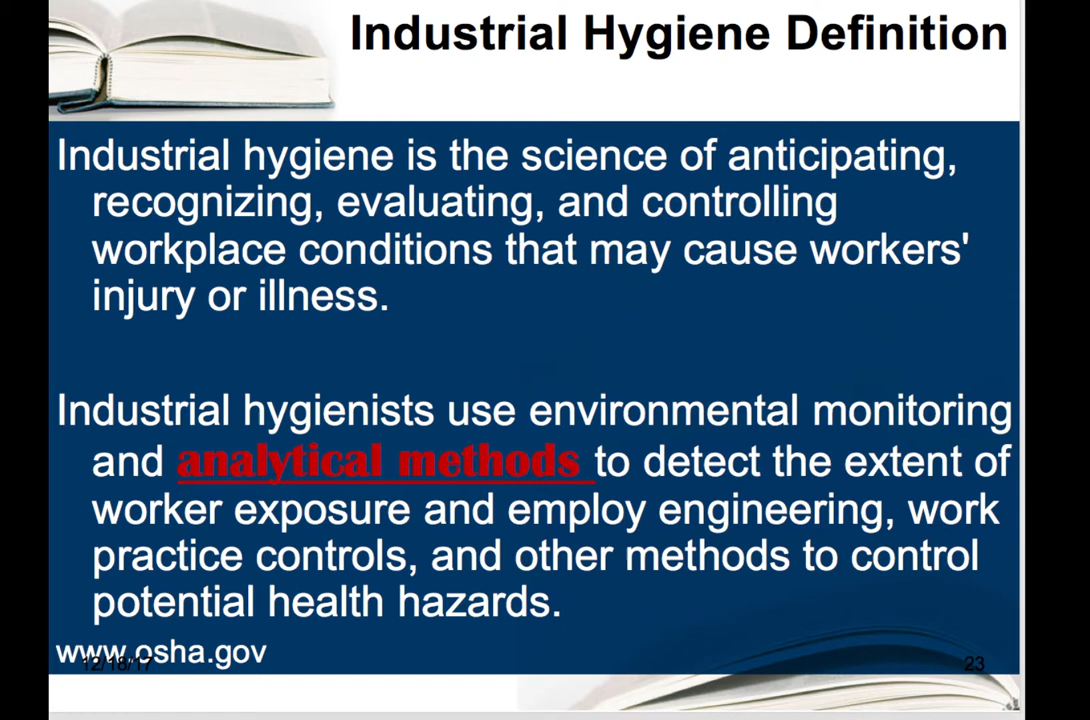 Industrial Hygiene Definition
Industrial hygiene is the science of anticipating,
recognizing, evaluating, and controlling
workplace conditions that may cause workers'
injury or illness.
Industrial hygienists use environmental monitoring
and analytical methods to detect the extent of
worker exposure and employ engineering, work
practice controls, and other methods to control
potential health hazards.
www.osha.gov
12/18/17
23